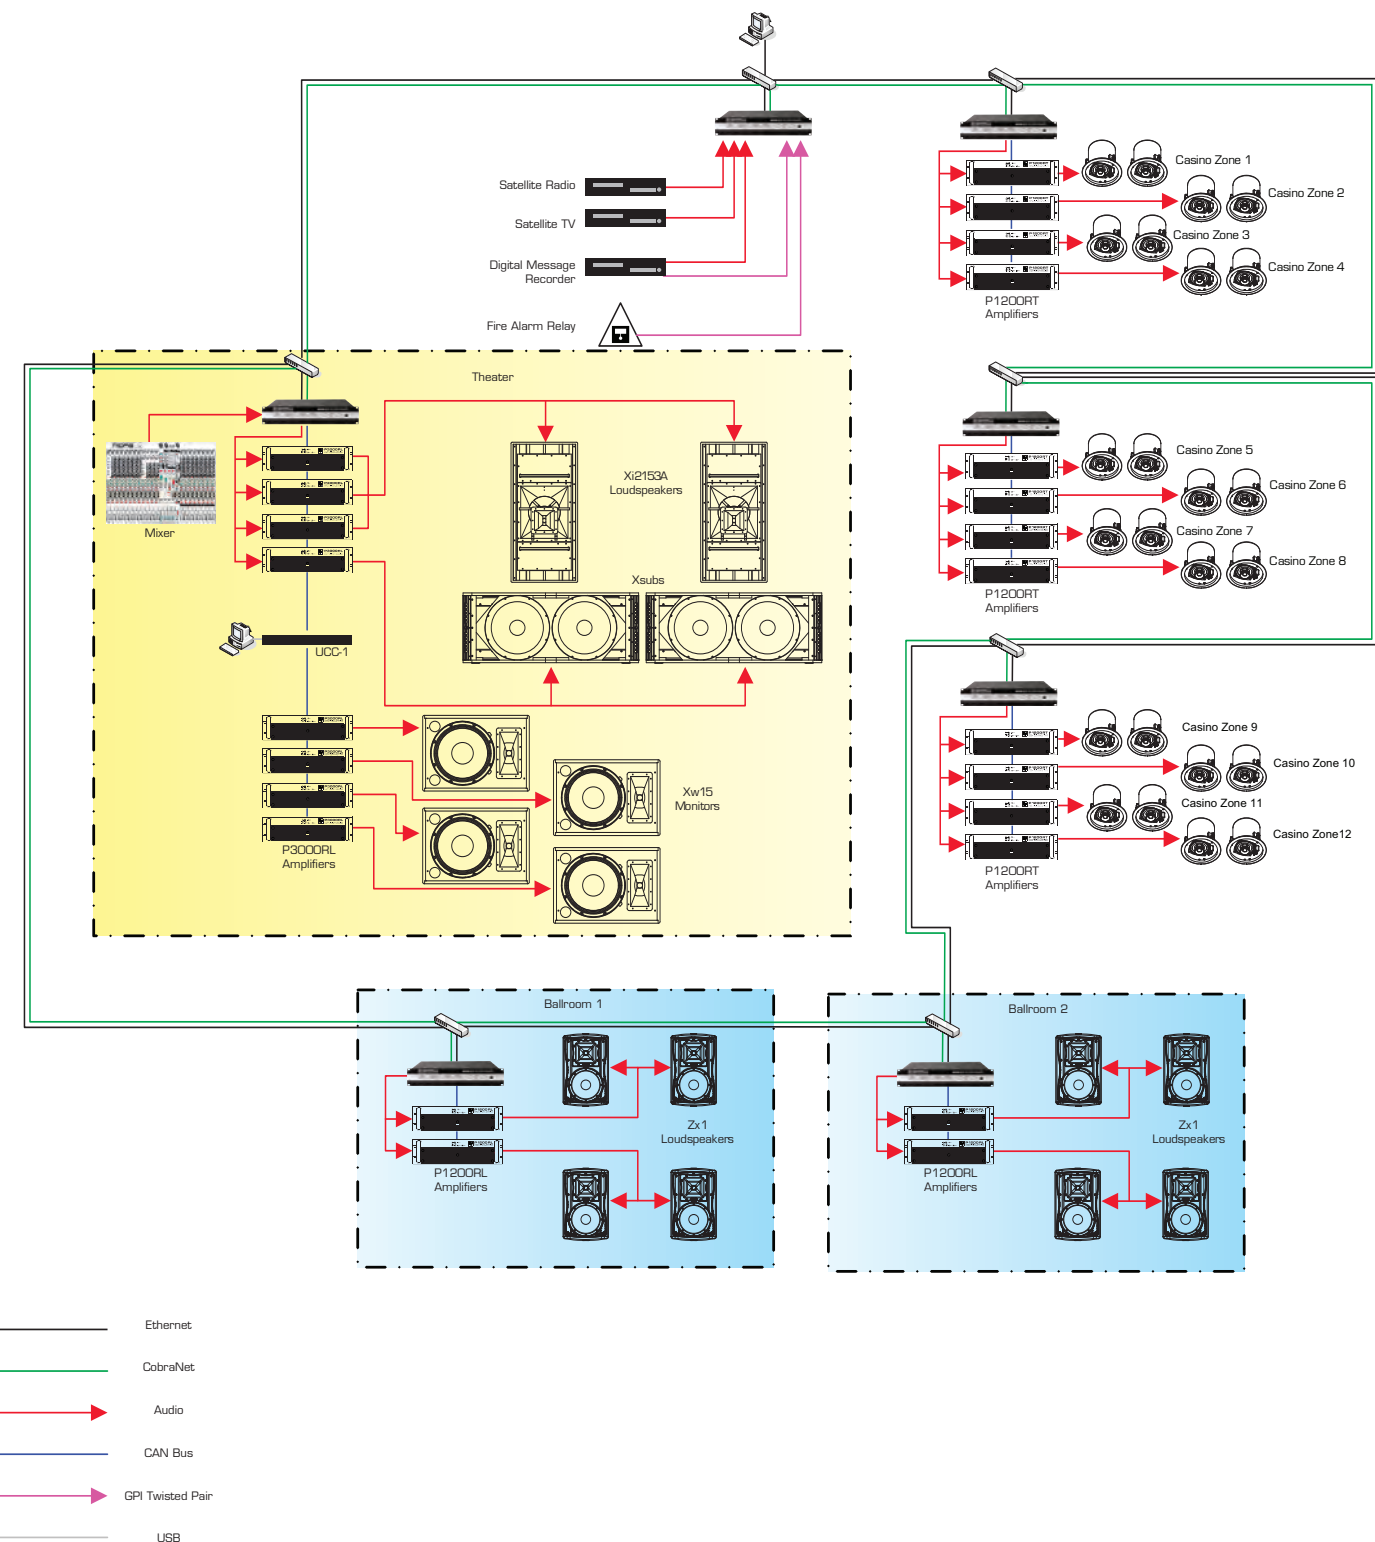 Casino Zone 1
Satellite Radio
Casino Zone 2
Satellite TV
Casino Zone 3
Digital Message
Recorder
Casino Zone 4
P1200RT
Amplifiers
Fire Alarm Relay
Theater
Casino Zone 5
Xi2153A
Loudspeakers
Casino Zone 6
Mixer
Casino Zone 7
Casino Zone 8
Xsubs
P1200RT
Amplifiers
UCC-1
Casino Zone 9
Casino Zone 10
Xw15
Monitors
Casino Zone 11
Casino Zone12
P3000RL
Amplifiers
P1200RT
Amplifiers
Ballroom 1
Ballroom 2
Zx1
Loudspeakers
Zx1
Loudspeakers
P1200RL
Amplifiers
P1200RL
Amplifiers
Ethernet
CobraNet
Audio
CAN Bus
GPI Twisted Pair
USB